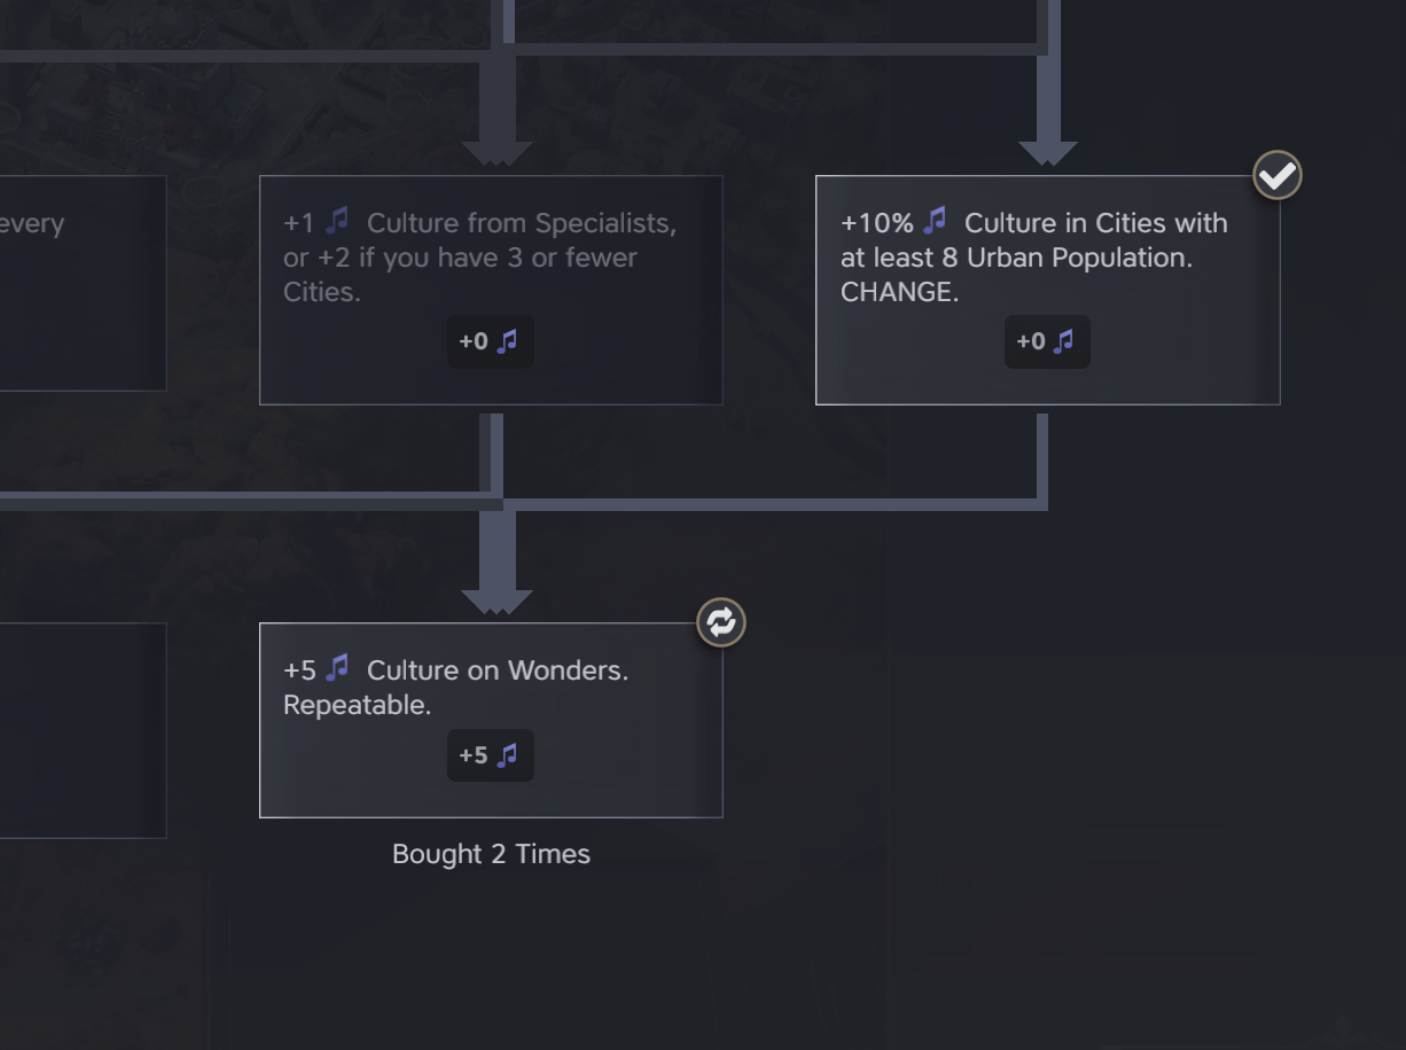 every
+1 Culture from Specialists,
or +2 if you have 3 or fewer
Cities.
+0
+10% Culture in Cities with
at least 8 Urban Population.
CHANGE.
+0
+5 Culture on Wonders.
Repeatable.
+5
Bought 2 Times